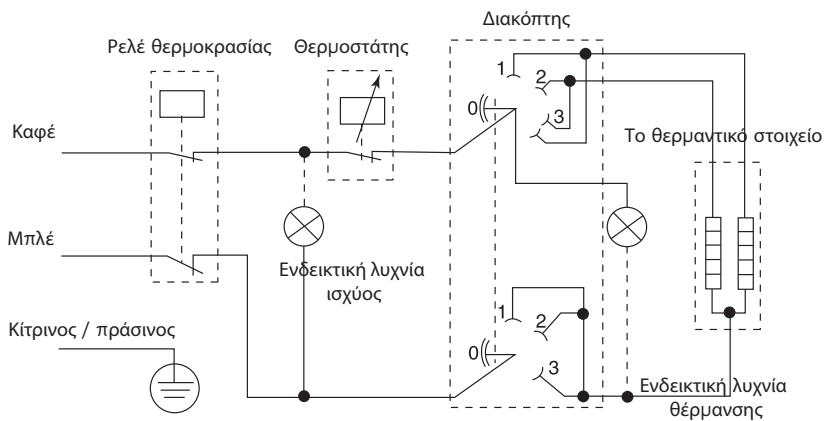 Διακόπτης
Ρελέ θερμοκρασίας
Θερμοστάτης
1
2
0
3
Καφέ
Το θερμαντικό στοιχείο
Μπλέ
Ενδεικτική λυχνία
ισχύος
1
2
0
3
Κίτρινος / πράσινος
Ενδεικτική λυχνία
θέρμανσης